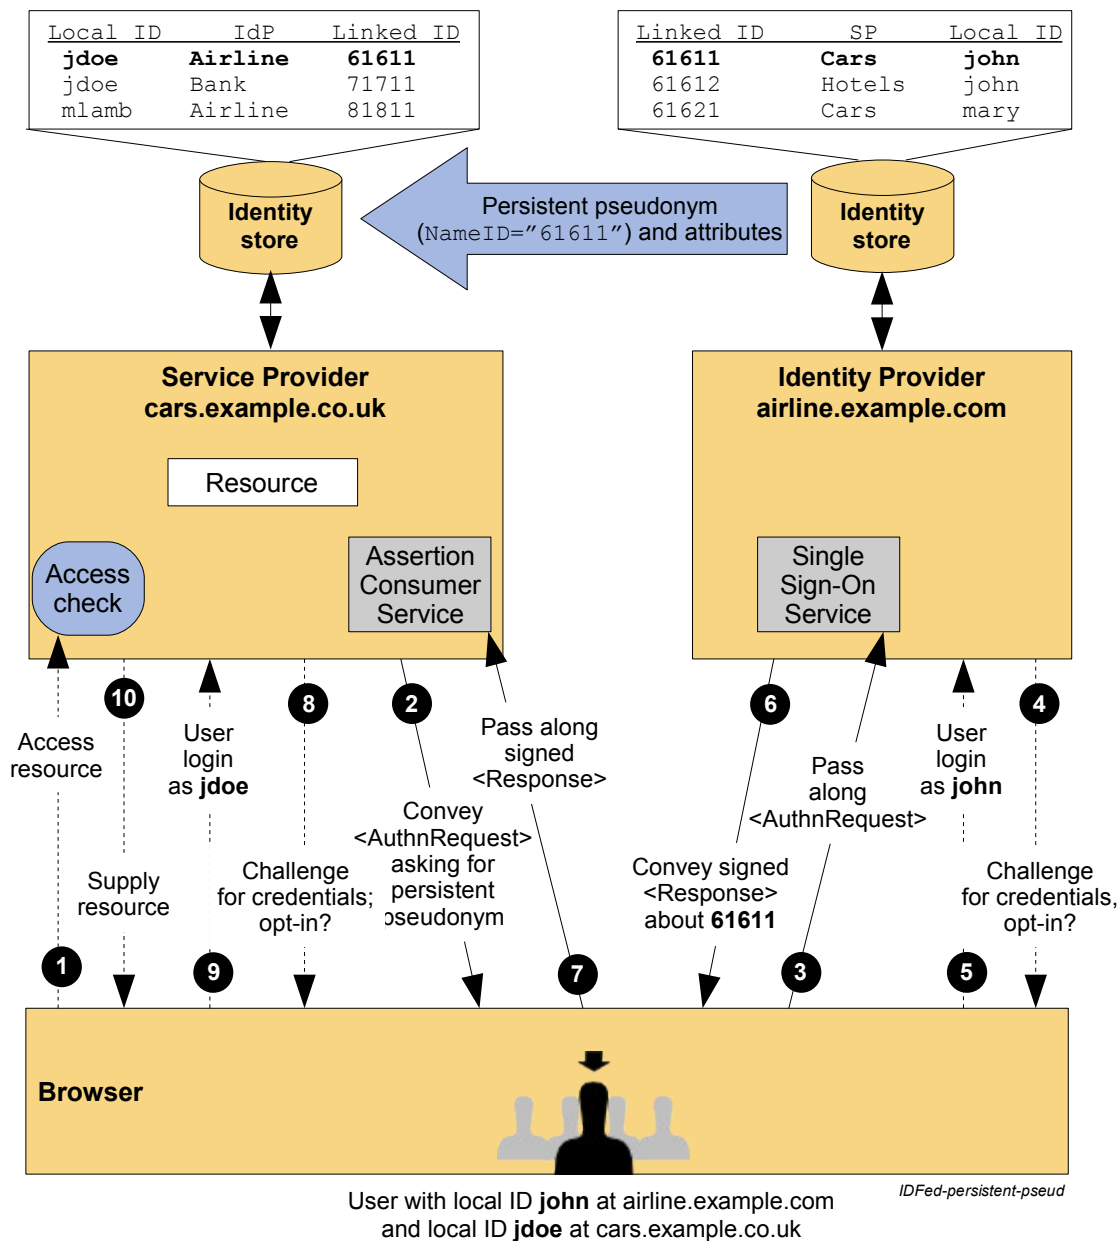 Local ID IdP Linked ID
jdoe Airline 61611
jdoe Bank 71711
mlamb Airline 81811
Linked ID SP Local ID
61611 Cars john
61612 Hotels john
61621 Cars mary
Identity
store
Persistent pseudonym
(NameID="61611") and attributes
Identity
store
Service Provider
cars.example.co.uk
Resource
Access
check
Assertion
Consumer
Service
Identity Provider
airline.example.com
Single
Sign-On
Service
1
Access
resource
10
Supply
resource
9
User
login
as jdoe
8
Challenge
for credentials;
opt-in?
2
Convey
<AuthnRequest>
asking for
persistent
pseudonym
7
Pass along
signed
<Response>
6
Convey signed
<Response>
about 61611
3
Pass
along
<AuthnRequest>
5
User
login
as john
4
Challenge
for credentials,
opt-in?
Browser
IDFed-persistent-pseud
User with local ID john at airline.example.com
and local ID jdoe at cars.example.co.uk